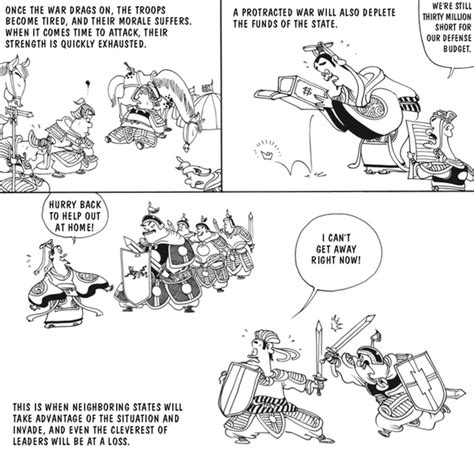 ONCE THE WAR DRAGS ON, THE TROOPS
BECOME TIRED, AND THEIR MORALE SUFFERS.
WHEN IT COMES TIME TO ATTACK, THEIR
STRENGTH IS QUICKLY EXHAUSTED.
A PROTRACTED WAR WILL ALSO DEPLETE
THE FUNDS OF THE STATE.
WE'RE STILL
THIRTY MILLION
SHORT FOR
OUR DEFENSE
BUDGET.
$
HURRY BACK
TO HELP OUT
AT HOME!
I CAN'T
GET AWAY
RIGHT NOW!
THIS IS WHEN NEIGHBORING STATES WILL
TAKE ADVANTAGE OF THE SITUATION AND
INVADE, AND EVEN THE CLEVEREST OF
LEADERS WILL BE AT A LOSS.